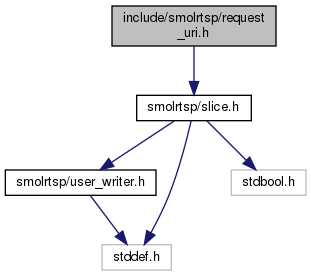 include/smolrtsp/request
_uri.h
smolrtsp/slice.h
smolrtsp/user_writer.h
stdbool.h
stddef.h